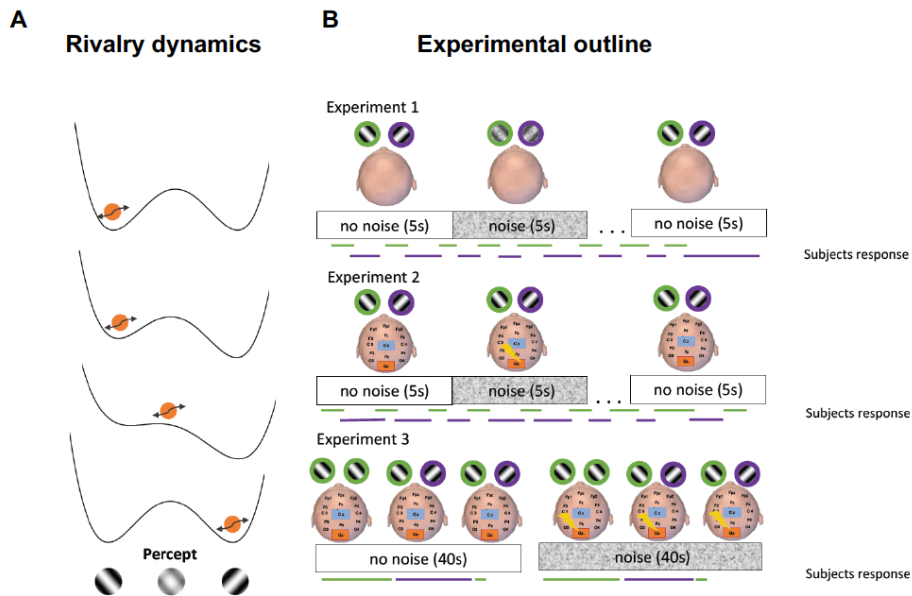 A
Rivalry dynamics
Percept
B
Experimental outline
Experiment 1
no noise (5s)
noise (5s)
...
no noise (5s)
Subjects response
Experiment 2
no noise (5s)
noise (5s)
...
no noise (5s)
Subjects response
Experiment 3
no noise (40s)
noise (40s)
Subjects response